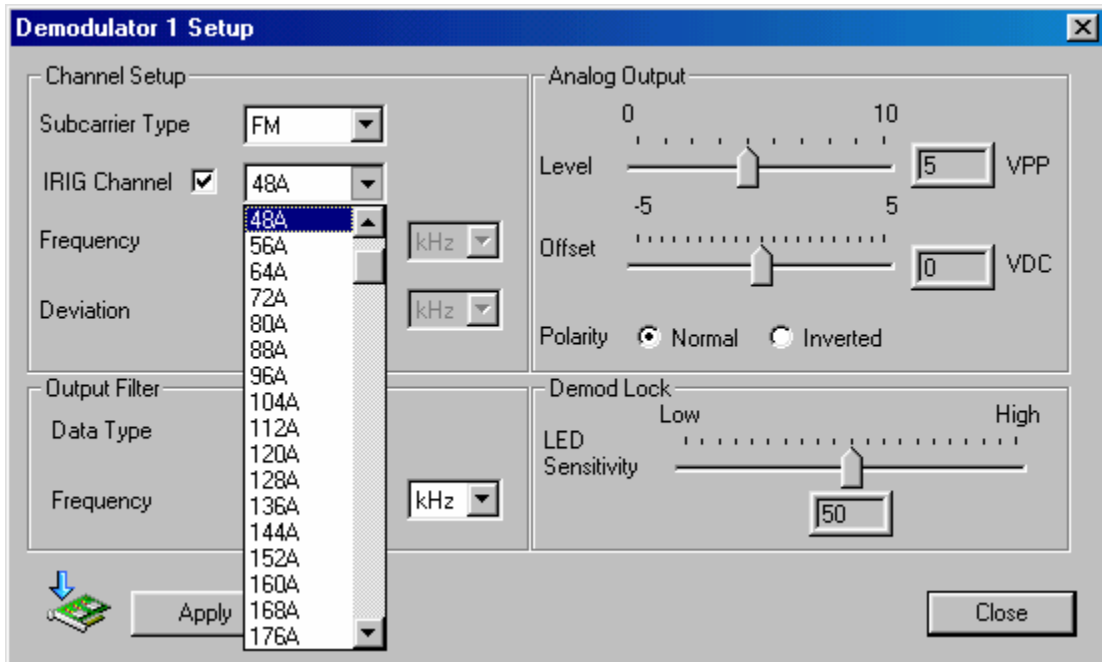 Demodulator 1 Setup
Channel Setup
Subcarrier Type FM
IRIG Channel 48A
48A
56A
64A
72A
80A
88A
96A
104A
112A
120A
128A
136A
144A
152A
160A
168A
176A
Frequency kHz
Deviation kHz
Output Filter
Data Type
Frequency kHz
Analog Output
0 10
Level 5 VPP
-5 5
Offset 0 VDC
Polarity Normal Inverted
Demod Lock
Low High
LED
Sensitivity
50
Apply
Close